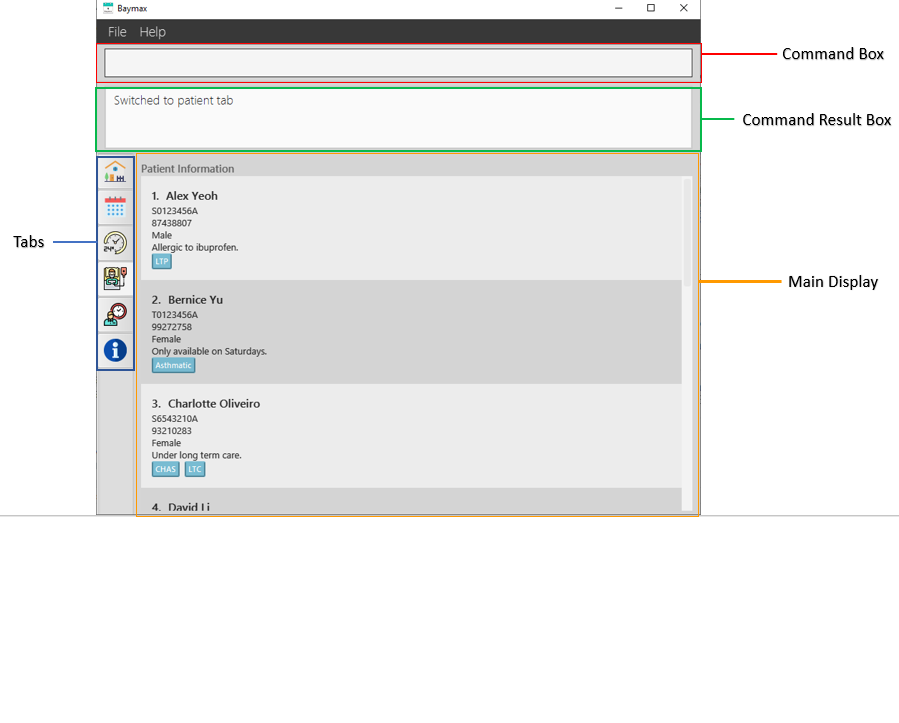 Baymax
File Help
Command Box
Switched to patient tab
Command Result Box
Patient Information
1. Alex Yeoh
S0123456A
87438807
Male
Allergic to ibuprofen.
LTP
Tabs
24H
Main Display
2. Bernice Yu
T0123456A
99272758
Female
Only available on Saturdays.
Asthmatic
3. Charlotte Oliveiro
S6543210A
93210283
Female
Under long term care.
CHAS LTC
4. David Li